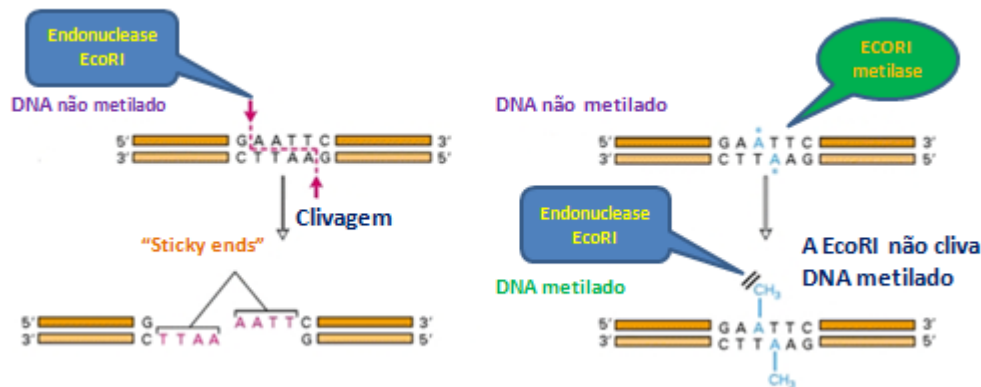 Endonuclease
EcoRI
DNA não metilado
5' G A A T T C 3'
3' C T T A A G 5'
Clivagem
"Sticky ends"
5' G A A T T C 3'
3' C T T A A G 5'
ECORI
metilase
DNA não metilado
5' G A A T T C 3'
3' C T T A A G 5'
Endonuclease
EcoRI
A EcoRI não cliva
DNA metilado
DNA metilado
CH3
5' G A A T T C 3'
3' C T T A A G 5'
CH3